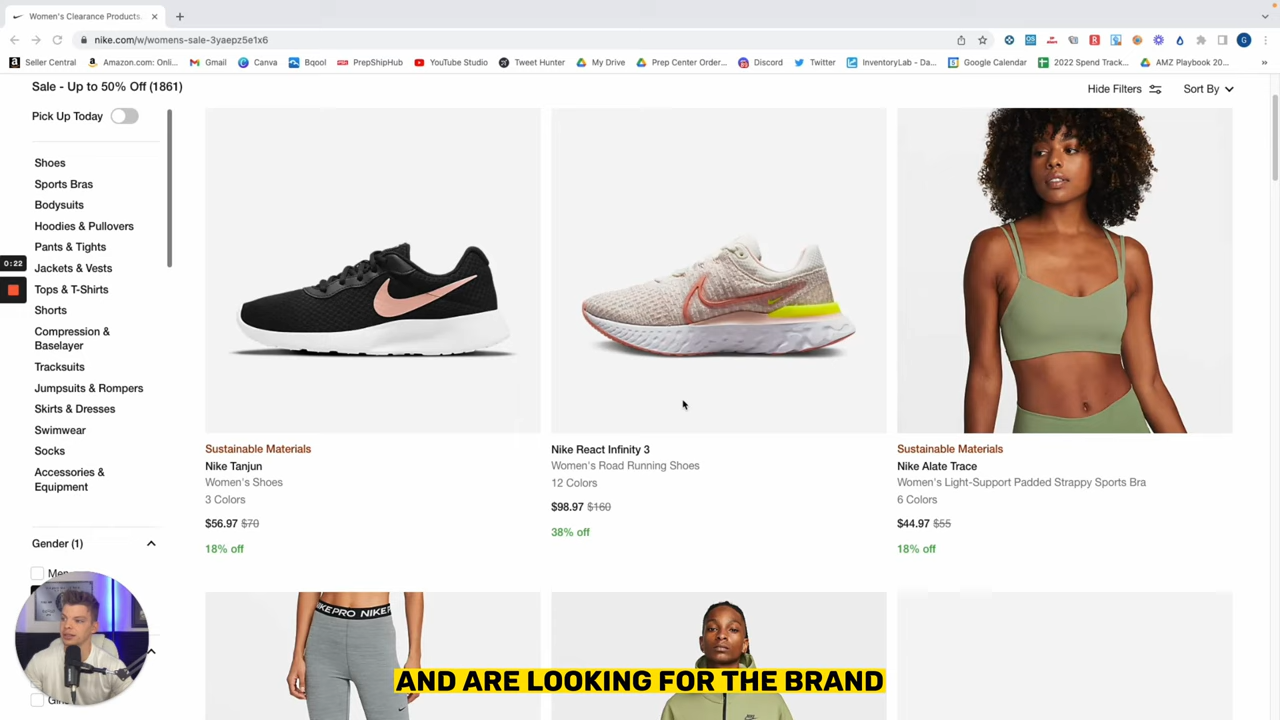 Women's Clearance Products.
nike.com/w/womens-sale-3yaepz5e1x6
Seller Central
Amazon.com: Onli...
Gmail
Canva
Bqool
PrepShipHub
YouTube Studio
Tweet Hunter
My Drive
Prep Center Order...
Discord
Twitter
InventoryLab - Da...
Google Calendar
2022 Spend Track...
AMZ Playbook 20...
Sale - Up to 50% Off (1861)
Hide Filters
Sort By
Pick Up Today
Shoes
Sports Bras
Bodysuits
Hoodies & Pullovers
Pants & Tights
Jackets & Vests
Tops & T-Shirts
Shorts
Compression &
Baselayer
Tracksuits
Jumpsuits & Rompers
Skirts & Dresses
Swimwear
Socks
Accessories &
Equipment
Gender (1)
Men
0:22
Sustainable Materials
Nike Tanjun
Women's Shoes
3 Colors
$56.97 $70
18% off
Nike React Infinity 3
Women's Road Running Shoes
12 Colors
$98.97 $160
38% off
Sustainable Materials
Nike Alate Trace
Women's Light-Support Padded Strappy Sports Bra
6 Colors
$44.97 $55
18% off
NIKE PRO NIKE
AND ARE LOOKING FOR THE BRAND